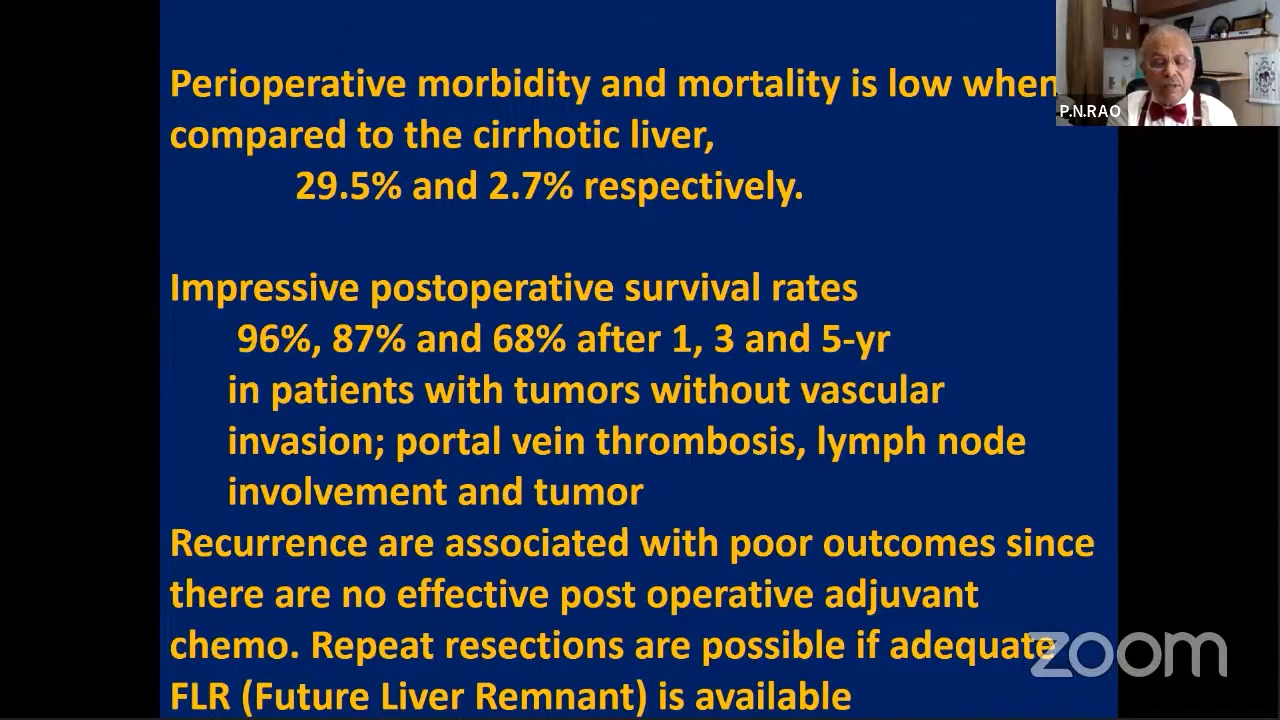 Perioperative morbidity and mortality is low when
compared to the cirrhotic liver,
29.5% and 2.7% respectively.
Impressive postoperative survival rates
96%, 87% and 68% after 1, 3 and 5-yr
in patients with tumors without vascular
invasion; portal vein thrombosis, lymph node
involvement and tumor
Recurrence are associated with poor outcomes since
there are no effective post operative adjuvant
chemo. Repeat resections are possible if adequate
FLR (Future Liver Remnant) is available
P.N.RAO
zoom